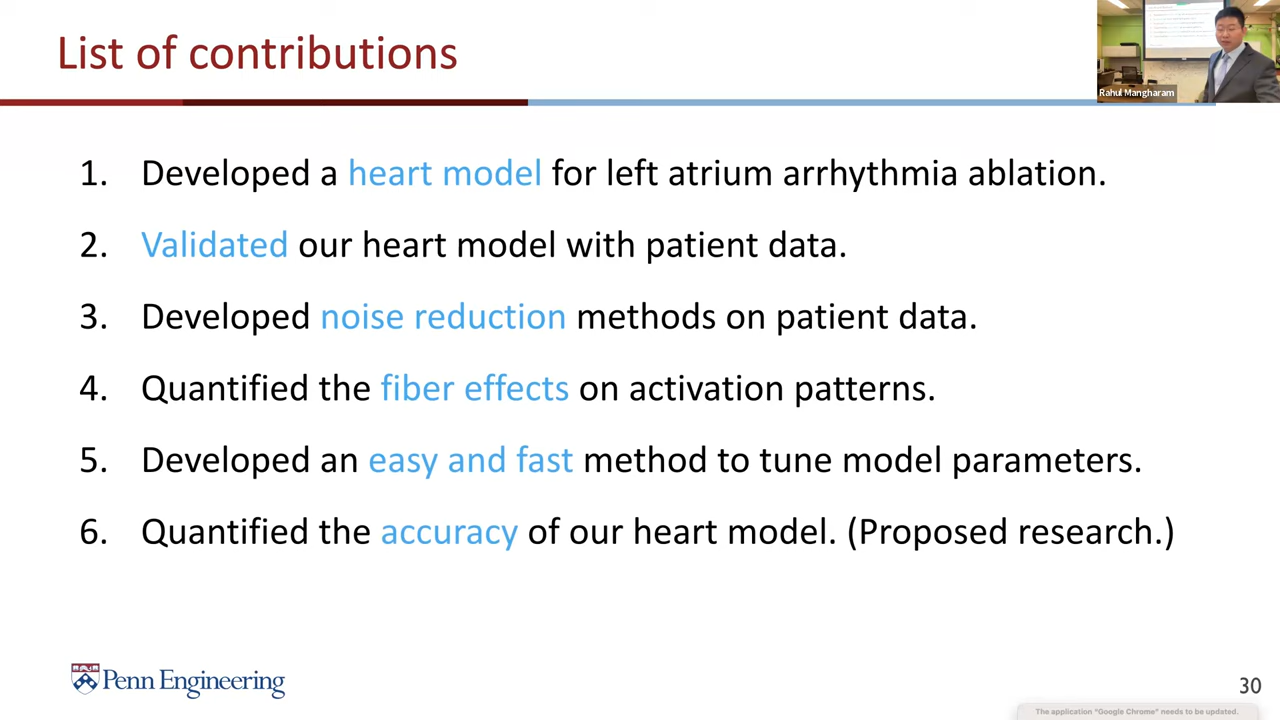 List of contributions
Rahul Mangharam
1. Developed a heart model for left atrium arrhythmia ablation.
2. Validated our heart model with patient data.
3. Developed noise reduction methods on patient data.
4. Quantified the fiber effects on activation patterns.
5. Developed an easy and fast method to tune model parameters.
6. Quantified the accuracy of our heart model. (Proposed research.)
Penn Engineering
30
The application "Google Chrome" needs to be updated.